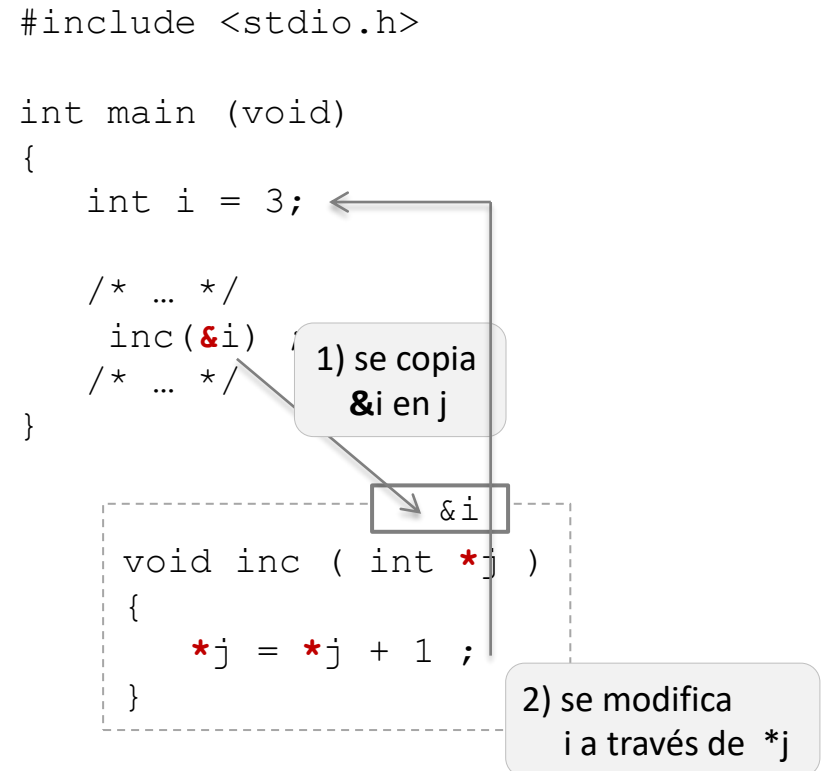 #include <stdio.h>
int main (void)
{
int i = 3;
/* … */
inc(&i) ;
/* … */
}
1) se copia
&i en j
&i
void inc ( int *j )
{
*j = *j + 1 ;
}
2) se modifica
i a través de *j